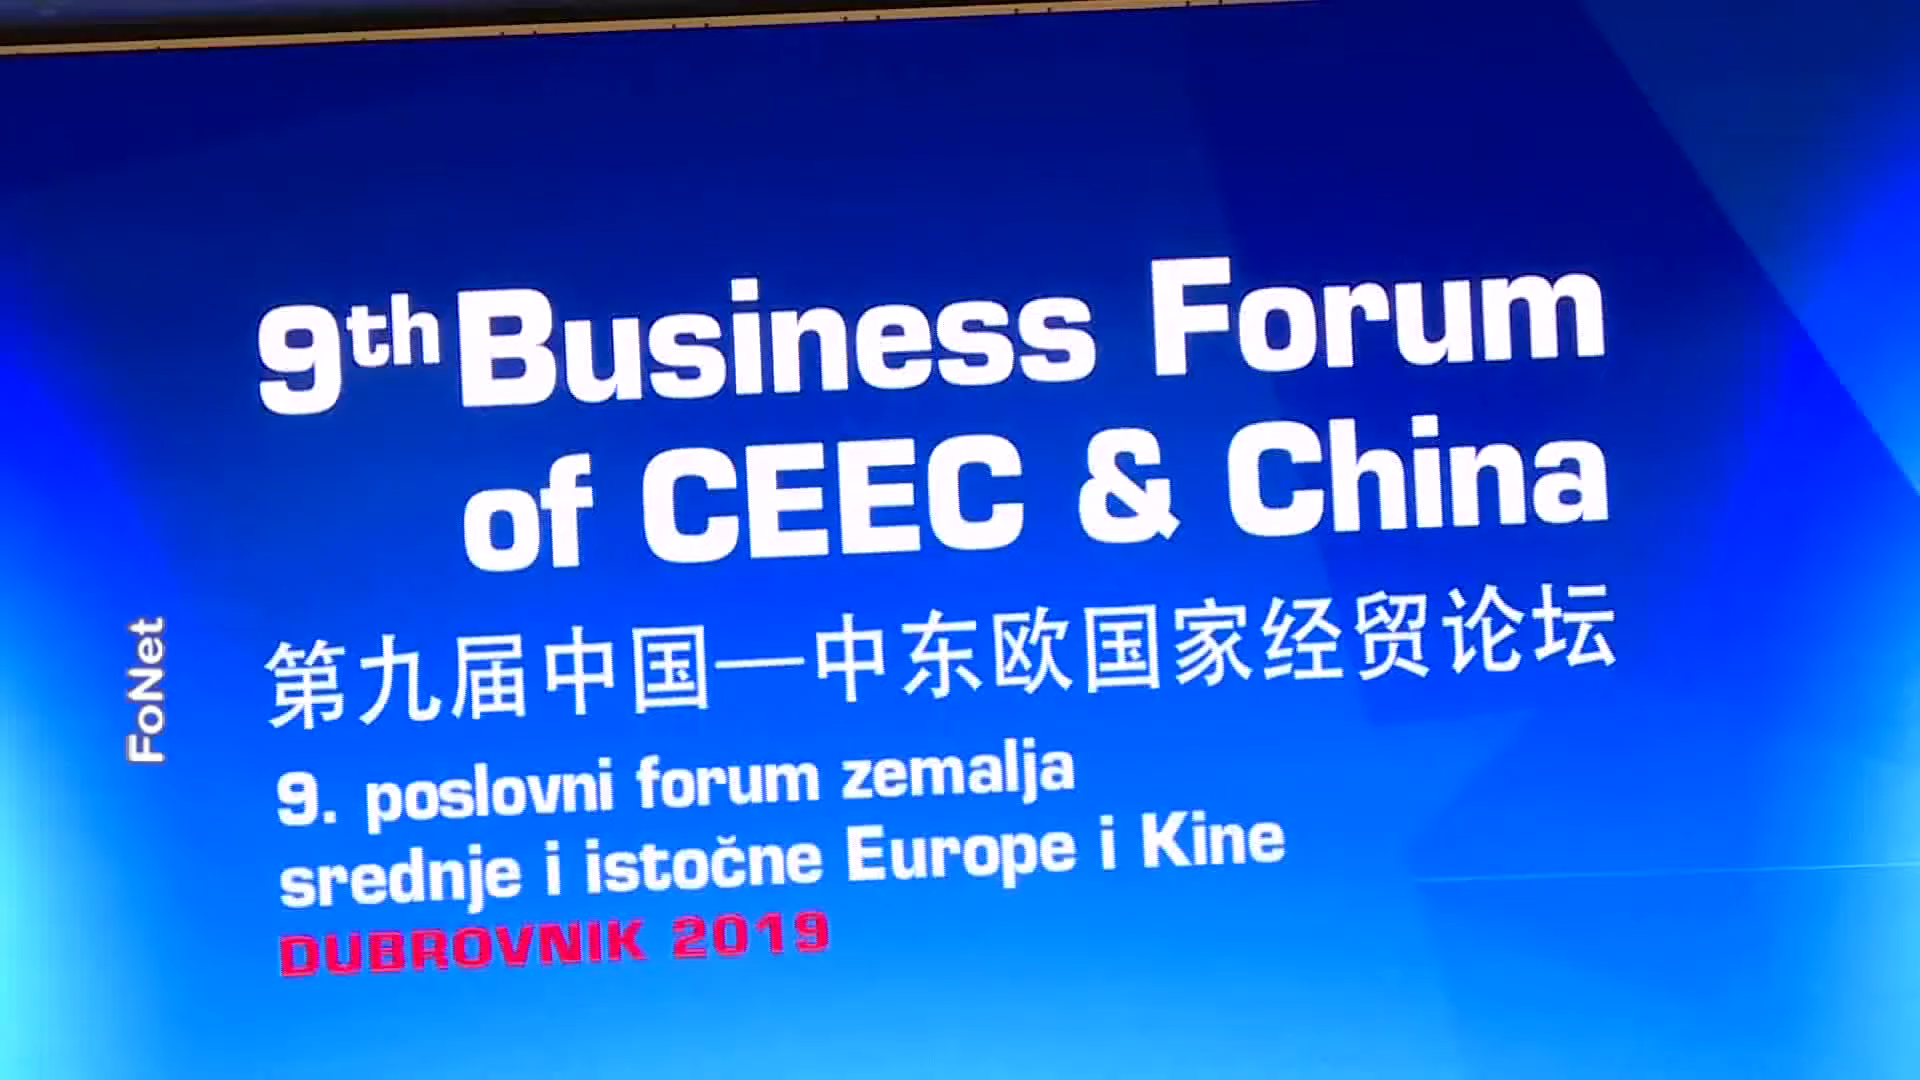 9th Business Forum
of CEEC & China
第九届中国—中东欧国家经贸论坛
9. poslovni forum zemalja
srednje i istočne Europe i Kine
DUBROVNIK 2019
FoNet